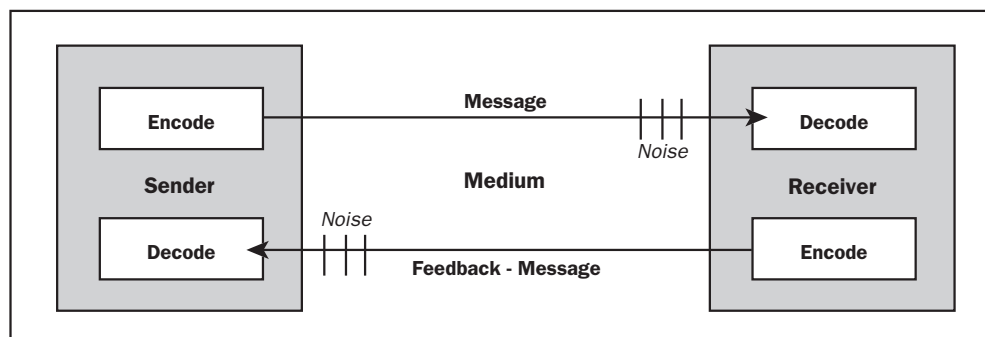 Message
Encode
Decode
Noise
Sender
Medium
Receiver
Noise
Decode
Encode
Feedback - Message